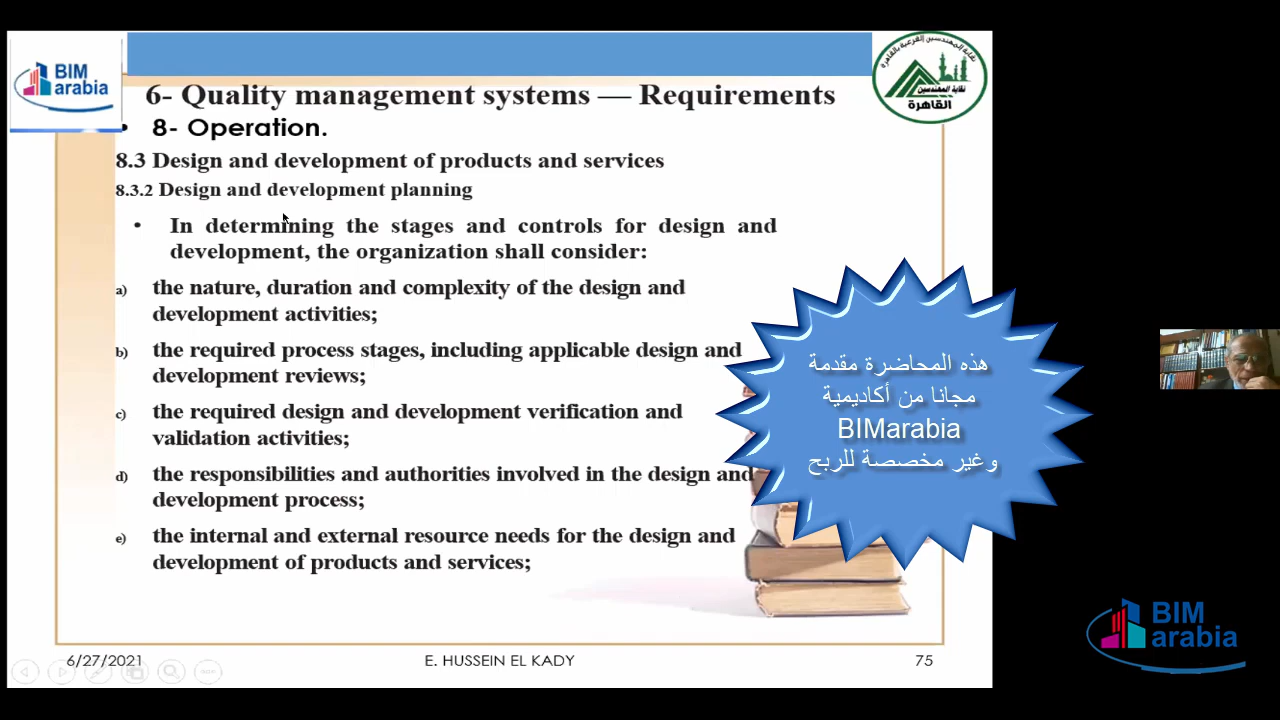 BIM
arabia
نقابة المهندسين الفرعية بالقاهرة
نقابة المهندسين
القاهرة
6- Quality management systems — Requirements
• 8- Operation.
8.3 Design and development of products and services
8.3.2 Design and development planning
• In determining the stages and controls for design and
development, the organization shall consider:
a) the nature, duration and complexity of the design and
development activities;
b) the required process stages, including applicable design and
development reviews;
c) the required design and development verification and
validation activities;
d) the responsibilities and authorities involved in the design and
development process;
e) the internal and external resource needs for the design and
development of products and services;
هذه المحاضرة مقدمة
مجانا من أكاديمية
BIMarabia
وغير مخصصة للربح
6/27/2021
E. HUSSEIN EL KADY
75
BIM
arabia